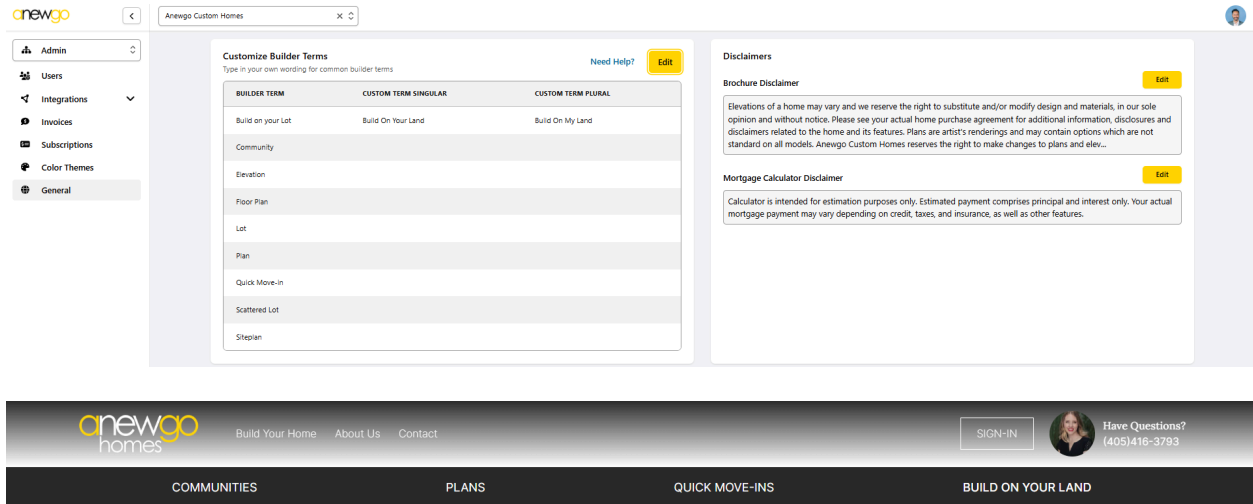 anewgo
Anewgo Custom Homes
Admin
Users
Integrations
Invoices
Subscriptions
Color Themes
General
Customize Builder Terms
Type in your own wording for common builder terms
Need Help?
Edit
BUILDER TERM CUSTOM TERM SINGULAR CUSTOM TERM PLURAL
Build on your Lot Build On Your Land Build On My Land
Community
Elevation
Floor Plan
Lot
Plan
Quick Move-in
Scattered Lot
Siteplan
Disclaimers
Brochure Disclaimer
Edit
Elevations of a home may vary and we reserve the right to substitute and/or modify design and materials, in our sole
opinion and without notice. Please see your actual home purchase agreement for additional information, disclosures and
disclaimers related to the home and its features. Plans are artist's renderings and may contain options which are not
standard on all models. Anewgo Custom Homes reserves the right to make changes to plans and elev...
Mortgage Calculator Disclaimer
Edit
Calculator is intended for estimation purposes only. Estimated payment comprises principal and interest only. Your actual
mortgage payment may vary depending on credit, taxes, and insurance, as well as other features.
anewgo
homes
Build Your Home About Us Contact
SIGN-IN
Have Questions?
(405)416-3793
COMMUNITIES PLANS QUICK MOVE-INS BUILD ON YOUR LAND